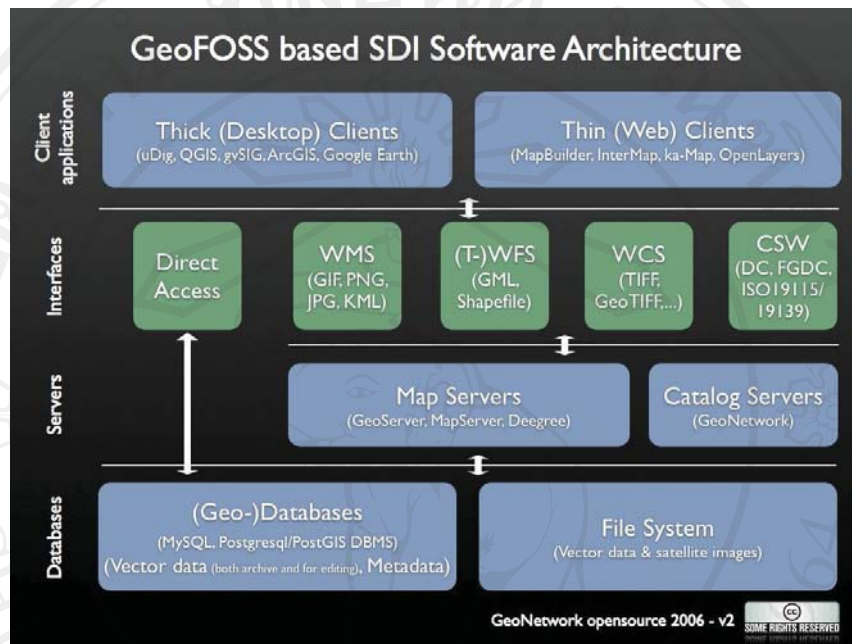 GeoFOSS based SDI Software Architecture
Client
applications
Thick (Desktop) Clients
(uDig, QGIS, gvSIG, ArcGIS, Google Earth)
Thin (Web) Clients
(MapBuilder, InterMap, ka-Map, OpenLayers)
Interfaces
Direct
Access
WMS
(GIF, PNG,
JPG, KML)
(T-)WFS
(GML,
Shapefile)
WCS
(TIFF,
GeoTIFF,...)
CSW
(DC, FGDC,
ISO19115/
19139)
Servers
Map Servers
(GeoServer, MapServer, Deegree)
Catalog Servers
(GeoNetwork)
Databases
(Geo-)Databases
(MySQL, Postgresql/PostGIS DBMS)
(Vector data (both archive and for editing), Metadata)
File System
(Vector data & satellite images)
GeoNetwork opensource 2006 - v2
cc
SOME RIGHTS RESERVED